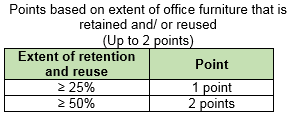 Points based on extent of office furniture that is
retained and/ or reused
(Up to 2 points)
Extent of retention and reuse Point
≥ 25% 1 point
≥ 50% 2 points